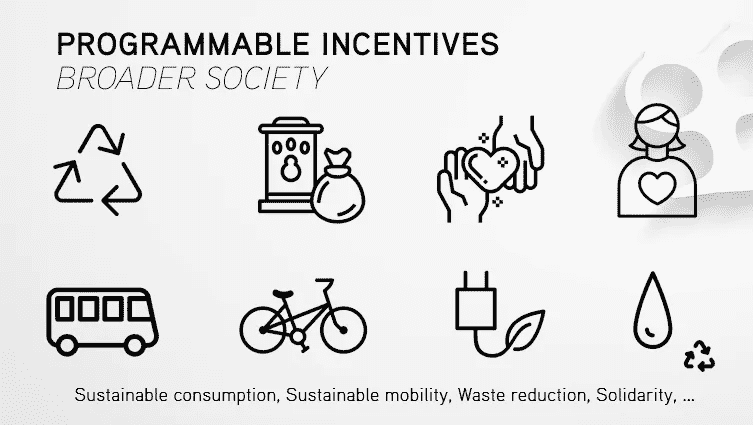 PROGRAMMABLE INCENTIVES
BROADER SOCIETY
Sustainable consumption, Sustainable mobility, Waste reduction, Solidarity, ...